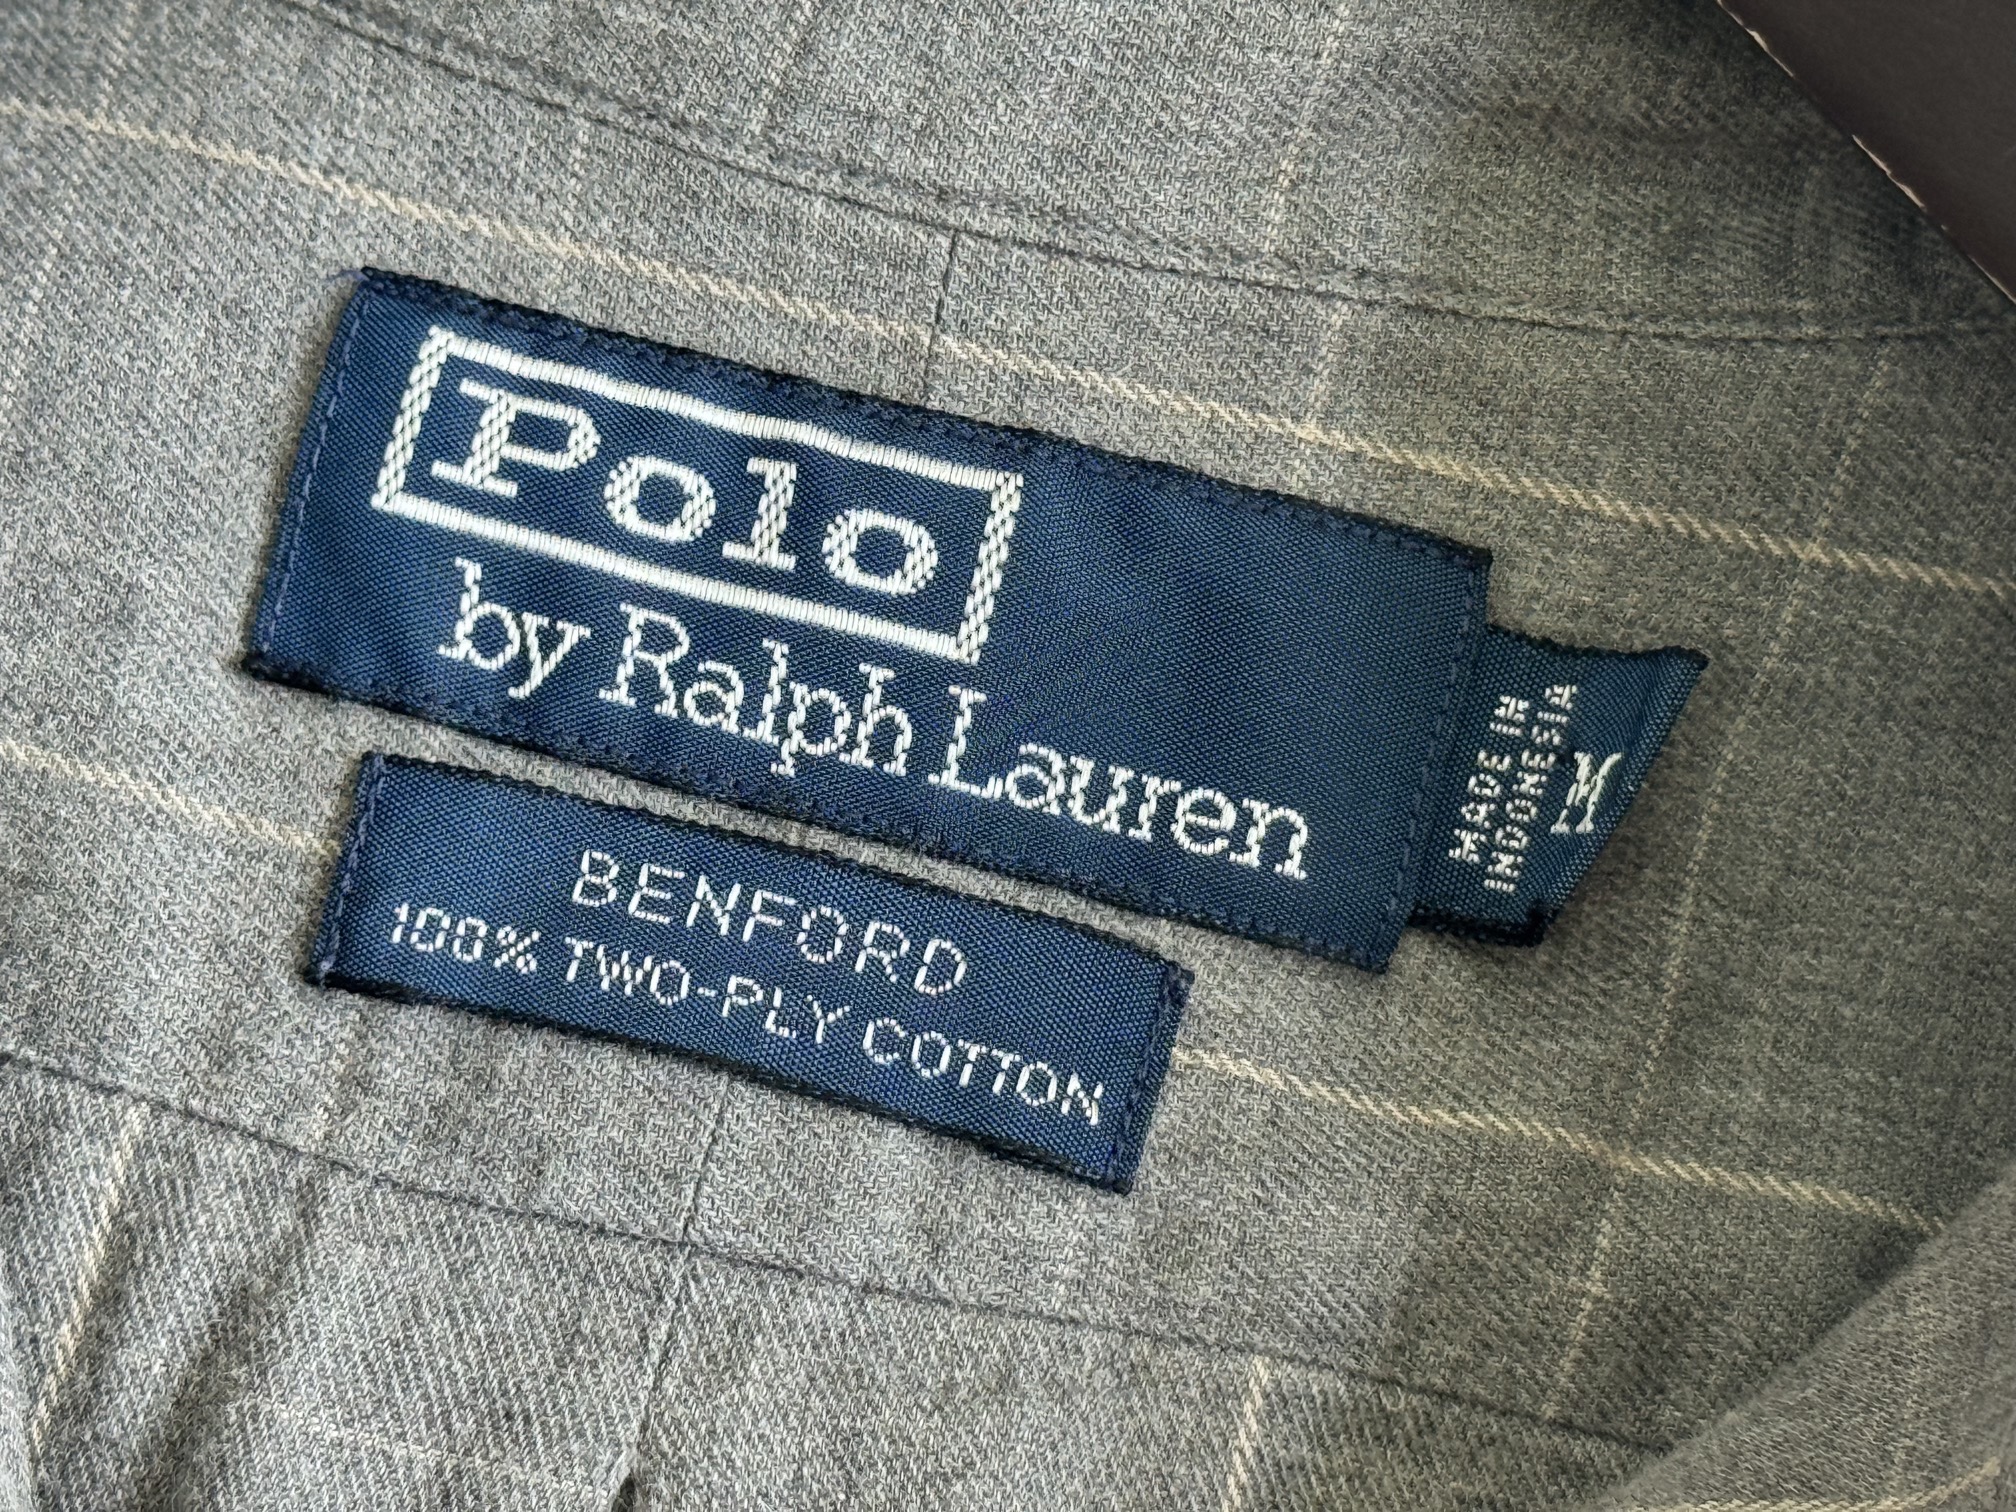 Polo
by Ralph Lauren
MADE IN
INDONESIA
M
BENFORD
100% TWO-PLY COTTON